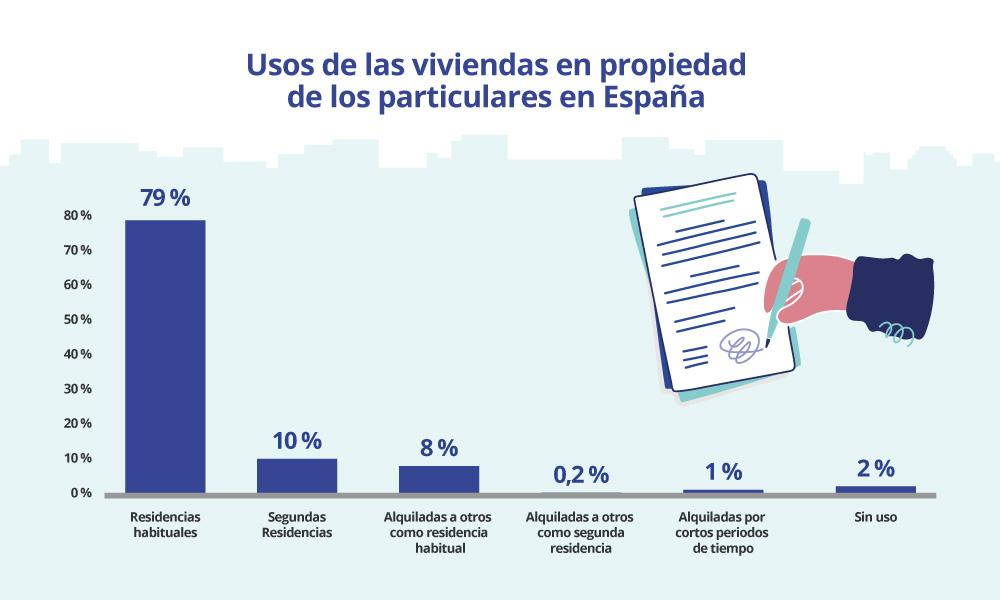 Usos de las viviendas en propiedad
de los particulares en España
79 %
80 %
70 %
60 %
50 %
40 %
30 %
20 %
10 %
0 %
10 %
8 %
0,2 %
1 %
2 %
Residencias
habituales
Segundas
Residencias
Alquiladas a otros
como residencia
habitual
Alquiladas a otros
como segunda
residencia
Alquiladas por
cortos periodos
de tiempo
Sin uso